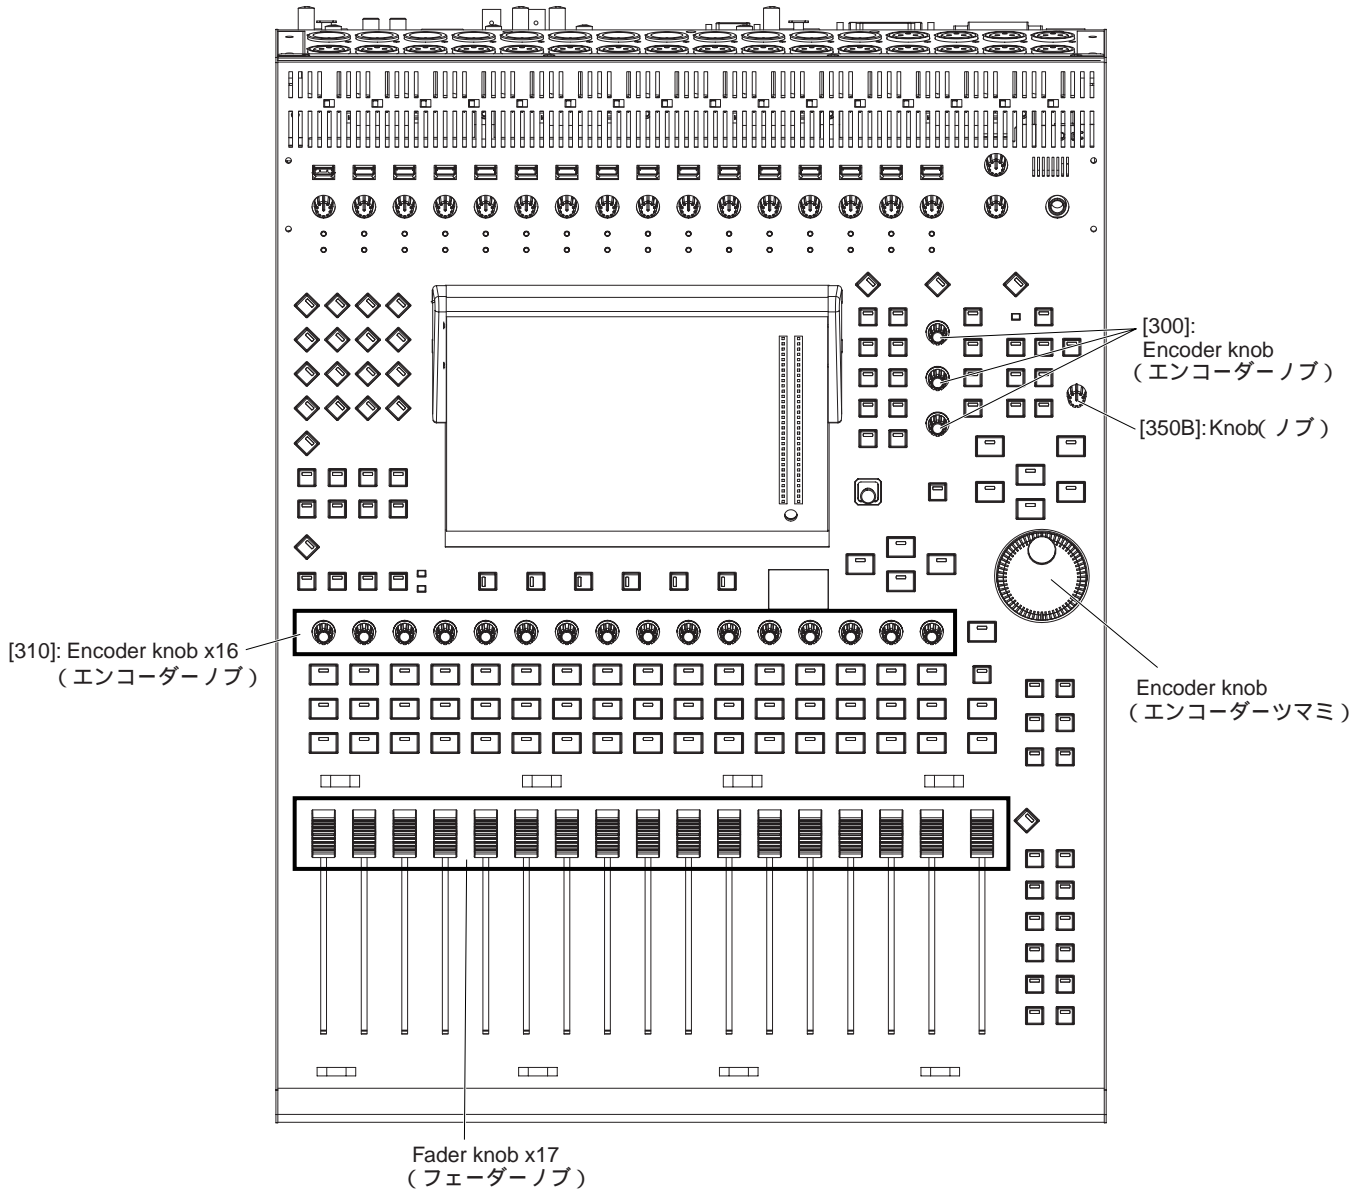 [300]:
Encoder knob
(エンコーダーノブ)
[350B]: Knob( ノブ )
[310]: Encoder knob x16
(エンコーダーノブ)
Encoder knob
(エンコーダーツマミ)
Fader knob x17
(フェーダーノブ)